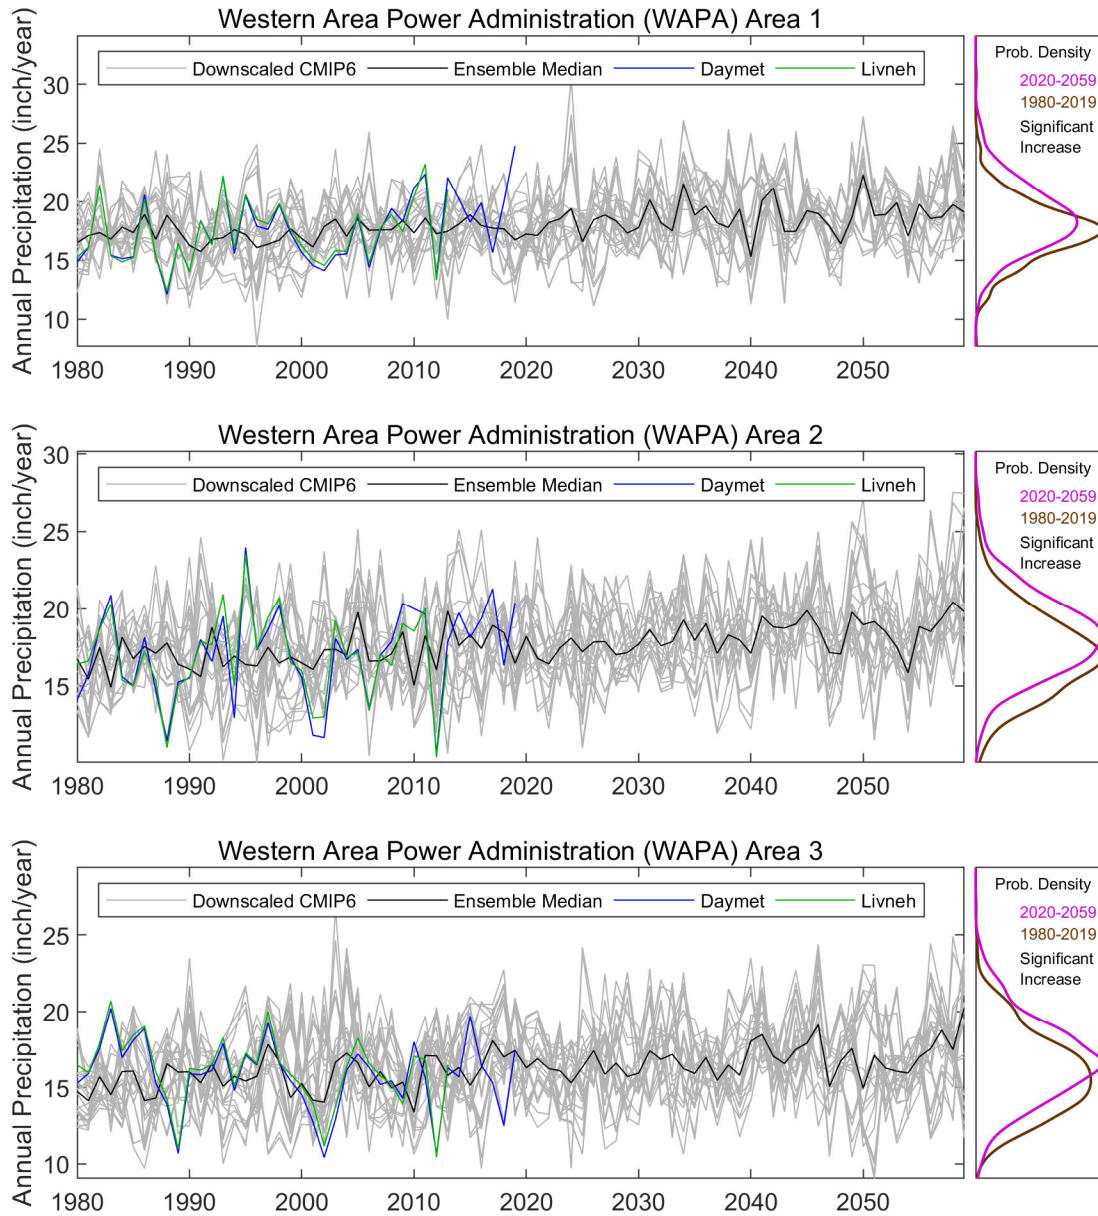 Western Area Power Administration (WAPA) Area 1
Annual Precipitation (inch/year)
Downscaled CMIP6 Ensemble Median Daymet Livneh
30
25
20
15
10
1980 1990 2000 2010 2020 2030 2040 2050
Prob. Density
2020-2059
1980-2019
Significant
Increase
Western Area Power Administration (WAPA) Area 2
Annual Precipitation (inch/year)
Downscaled CMIP6 Ensemble Median Daymet Livneh
30
25
20
15
1980 1990 2000 2010 2020 2030 2040 2050
Prob. Density
2020-2059
1980-2019
Significant
Increase
Western Area Power Administration (WAPA) Area 3
Annual Precipitation (inch/year)
Downscaled CMIP6 Ensemble Median Daymet Livneh
25
20
15
10
1980 1990 2000 2010 2020 2030 2040 2050
Prob. Density
2020-2059
1980-2019
Significant
Increase